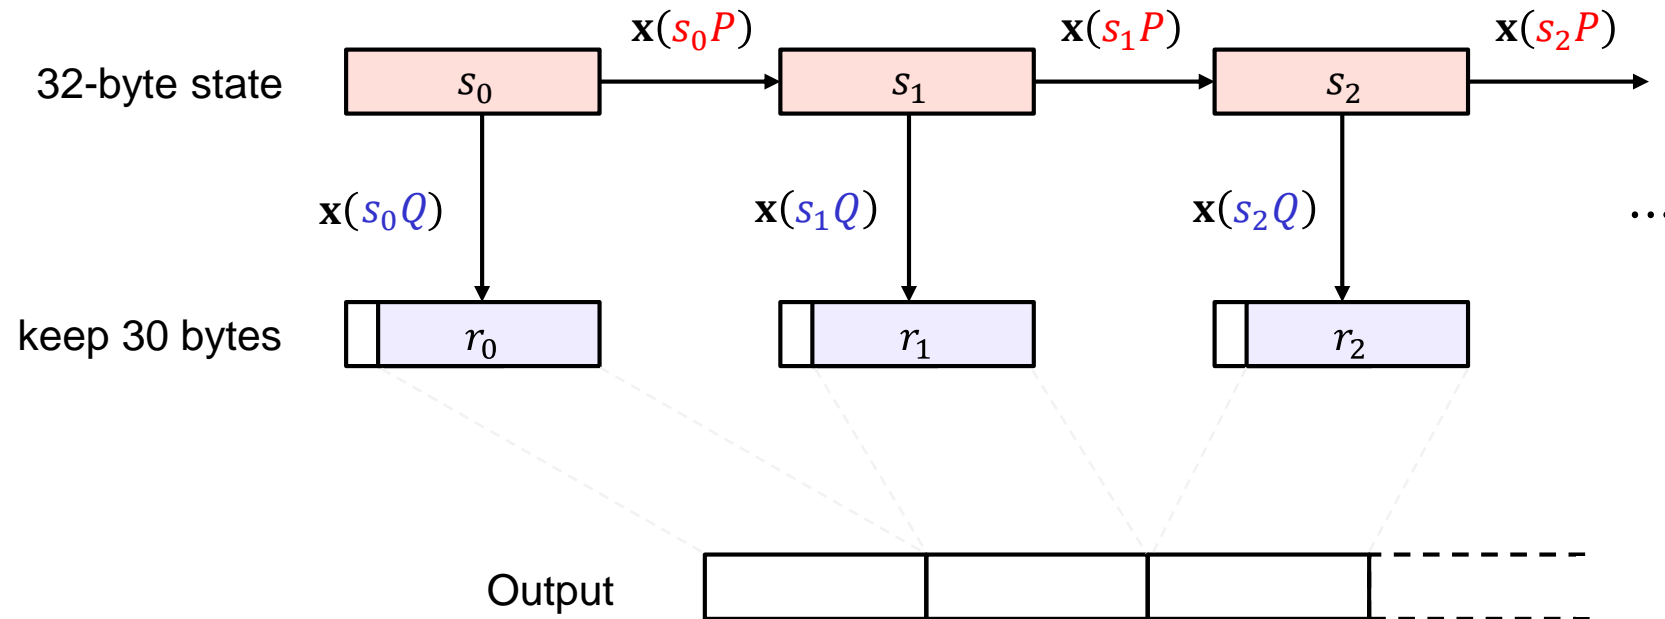 x(s₀P) x(s₁P) x(s₂P)
32-byte state s₀ s₁ s₂
x(s₀Q) x(s₁Q) x(s₂Q) ...
keep 30 bytes r₀ r₁ r₂
Output